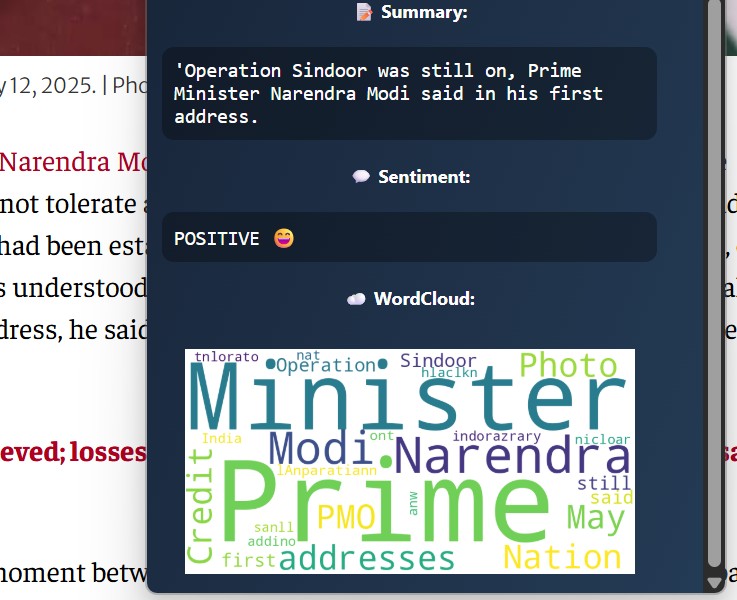 Summary:
'Operation Sindoor was still on, Prime
Minister Narendra Modi said in his first
address.
Sentiment:
POSITIVE
WordCloud:
tnlorato nat Operation Sindoor hlaclkn Photo
Minister
India Modi ont Narendra indorazrary nicloar
Credit IAnparatiann Prime anw still said
sanll PMO May
addino
first addresses Nation
y 12, 2025. | Pho
Narendra Mo
not tolerate a
had been esta
s understood
dress, he said
eved; losses
moment betw